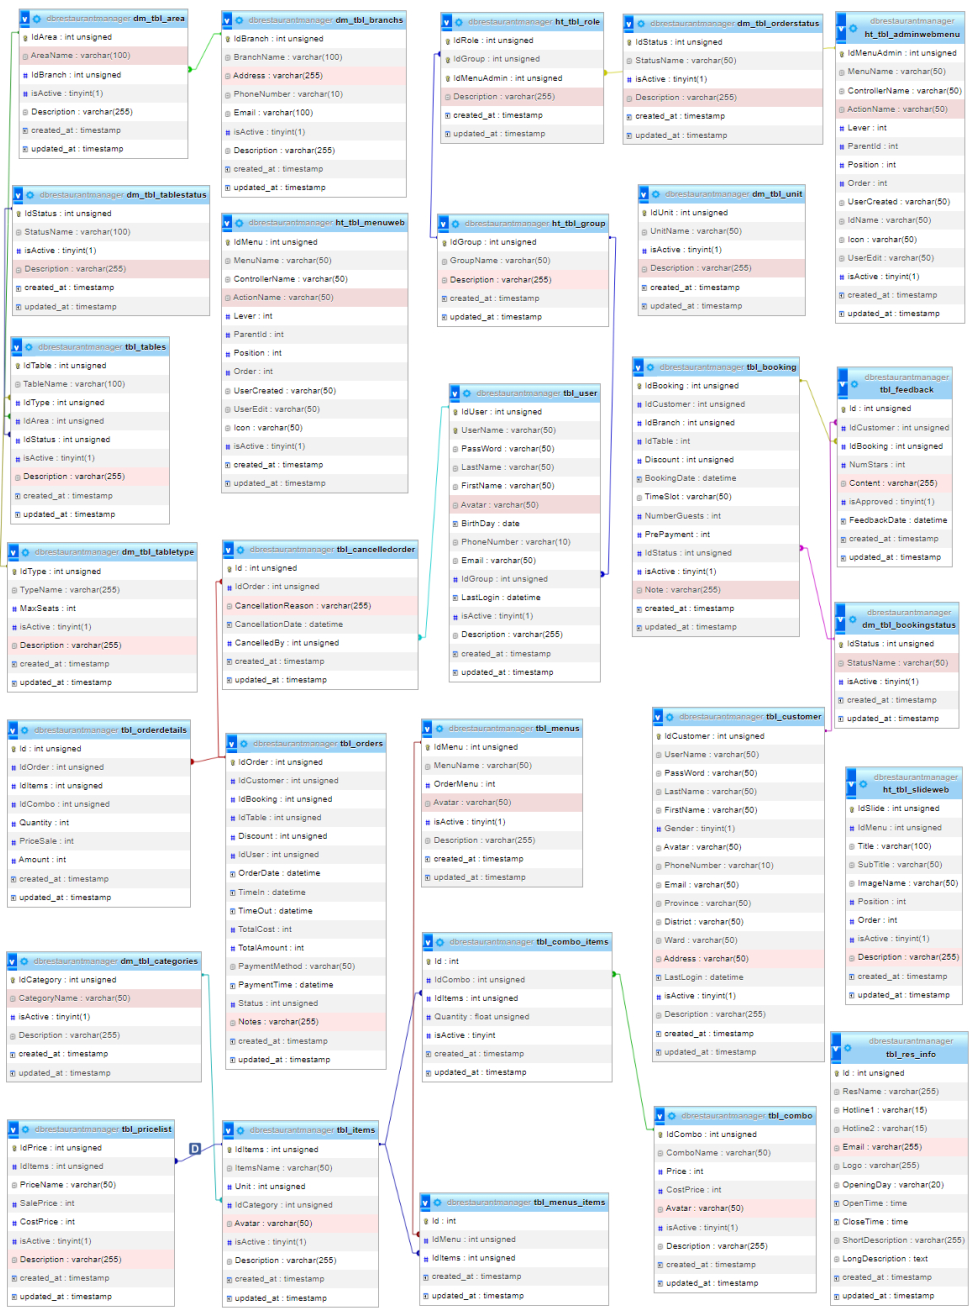 dbrestaurantmanager dm_tbl_area
IdArea : int unsigned
AreaName : varchar(100)
IdBranch : int unsigned
isActive : tinyint(1)
Description : varchar(255)
created_at : timestamp
updated_at : timestamp
dbrestaurantmanager dm_tbl_branchs
IdBranch : int unsigned
BranchName : varchar(100)
Address : varchar(255)
PhoneNumber : varchar(10)
Email : varchar(100)
isActive : tinyint(1)
Description : varchar(255)
created_at : timestamp
updated_at : timestamp
dbrestaurantmanager ht_tbl_role
IdRole : int unsigned
IdGroup : int unsigned
IdMenuAdmin : int unsigned
Description : varchar(255)
created_at : timestamp
updated_at : timestamp
dbrestaurantmanager dm_tbl_orderstatus
IdStatus : int unsigned
StatusName : varchar(50)
isActive : tinyint(1)
Description : varchar(255)
created_at : timestamp
updated_at : timestamp
dbrestaurantmanager
ht_tbl_adminwebmenu
IdMenuAdmin : int unsigned
MenuName : varchar(50)
ControllerName : varchar(50)
ActionName : varchar(50)
Lever : int
ParentId : int
Position : int
Order : int
UserCreated : varchar(50)
IdName : varchar(50)
Icon : varchar(50)
UserEdit : varchar(50)
isActive : tinyint(1)
created_at : timestamp
updated_at : timestamp
dbrestaurantmanager dm_tbl_tablestatus
IdStatus : int unsigned
StatusName : varchar(100)
isActive : tinyint(1)
Description : varchar(255)
created_at : timestamp
updated_at : timestamp
dbrestaurantmanager ht_tbl_menuweb
IdMenu : int unsigned
MenuName : varchar(50)
ControllerName : varchar(50)
ActionName : varchar(50)
Lever : int
ParentId : int
Position : int
Order : int
UserCreated : varchar(50)
UserEdit : varchar(50)
Icon : varchar(50)
isActive : tinyint(1)
created_at : timestamp
updated_at : timestamp
dbrestaurantmanager ht_tbl_group
IdGroup : int unsigned
GroupName : varchar(50)
Description : varchar(255)
created_at : timestamp
updated_at : timestamp
dbrestaurantmanager dm_tbl_unit
IdUnit : int unsigned
UnitName : varchar(50)
isActive : tinyint(1)
Description : varchar(255)
created_at : timestamp
updated_at : timestamp
dbrestaurantmanager tbl_tables
IdTable : int unsigned
TableName : varchar(100)
IdType : int unsigned
IdArea : int unsigned
IdStatus : int unsigned
isActive : tinyint(1)
Description : varchar(255)
created_at : timestamp
updated_at : timestamp
dbrestaurantmanager tbl_user
IdUser : int unsigned
UserName : varchar(50)
PassWord : varchar(50)
LastName : varchar(50)
FirstName : varchar(50)
Avatar : varchar(50)
BirthDay : date
PhoneNumber : varchar(10)
Email : varchar(50)
IdGroup : int unsigned
LastLogin : datetime
isActive : tinyint(1)
Description : varchar(255)
created_at : timestamp
updated_at : timestamp
dbrestaurantmanager tbl_booking
IdBooking : int unsigned
IdCustomer : int unsigned
IdBranch : int unsigned
IdTable : int
Discount : int unsigned
BookingDate : datetime
TimeSlot : varchar(50)
NumberGuests : int
PrePayment : int
IdStatus : int unsigned
isActive : tinyint(1)
Note : varchar(255)
created_at : timestamp
updated_at : timestamp
dbrestaurantmanager
tbl_feedback
Id : int unsigned
IdCustomer : int unsigned
IdBooking : int unsigned
NumStars : int
Content : varchar(255)
isApproved : tinyint(1)
FeedbackDate : datetime
created_at : timestamp
updated_at : timestamp
dbrestaurantmanager dm_tbl_tabletype
IdType : int unsigned
TypeName : varchar(255)
MaxSeats : int
isActive : tinyint(1)
Description : varchar(255)
created_at : timestamp
updated_at : timestamp
dbrestaurantmanager tbl_cancelledorder
Id : int unsigned
IdOrder : int unsigned
CancellationReason : varchar(255)
CancellationDate : datetime
CancelledBy : int unsigned
created_at : timestamp
updated_at : timestamp
dbrestaurantmanager
dm_tbl_bookingstatus
IdStatus : int unsigned
StatusName : varchar(50)
isActive : tinyint(1)
created_at : timestamp
updated_at : timestamp
dbrestaurantmanager tbl_orderdetails
Id : int unsigned
IdOrder : int unsigned
IdItems : int unsigned
IdCombo : int unsigned
Quantity : int
PriceSale : int
Amount : int
created_at : timestamp
updated_at : timestamp
dbrestaurantmanager tbl_orders
IdOrder : int unsigned
IdCustomer : int unsigned
IdBooking : int unsigned
IdTable : int unsigned
Discount : int unsigned
IdUser : int unsigned
OrderDate : datetime
TimeIn : datetime
TimeOut : datetime
TotalCost : int
TotalAmount : int
PaymentMethod : varchar(50)
PaymentTime : datetime
Status : int unsigned
Notes : varchar(255)
created_at : timestamp
updated_at : timestamp
dbrestaurantmanager tbl_menus
IdMenu : int unsigned
MenuName : varchar(50)
OrderMenu : int
Avatar : varchar(50)
isActive : tinyint(1)
Description : varchar(255)
created_at : timestamp
updated_at : timestamp
dbrestaurantmanager tbl_customer
IdCustomer : int unsigned
UserName : varchar(50)
PassWord : varchar(50)
LastName : varchar(50)
FirstName : varchar(50)
Gender : tinyint(1)
Avatar : varchar(50)
PhoneNumber : varchar(10)
Email : varchar(50)
Province : varchar(50)
District : varchar(50)
Ward : varchar(50)
Address : varchar(50)
LastLogin : datetime
isActive : tinyint(1)
Description : varchar(255)
created_at : timestamp
updated_at : timestamp
dbrestaurantmanager
ht_tbl_slideweb
IdSlide : int unsigned
IdMenu : int unsigned
Title : varchar(100)
SubTitle : varchar(50)
ImageName : varchar(50)
Position : int
Order : int
isActive : tinyint(1)
Description : varchar(255)
created_at : timestamp
updated_at : timestamp
dbrestaurantmanager dm_tbl_categories
IdCategory : int unsigned
CategoryName : varchar(50)
isActive : tinyint(1)
Description : varchar(255)
created_at : timestamp
updated_at : timestamp
dbrestaurantmanager tbl_combo_items
Id : int
IdCombo : int unsigned
IdItems : int unsigned
Quantity : float unsigned
isActive : tinyint
created_at : timestamp
updated_at : timestamp
dbrestaurantmanager
tbl_res_info
Id : int unsigned
ResName : varchar(255)
Hotline1 : varchar(15)
Hotline2 : varchar(15)
Email : varchar(255)
Logo : varchar(255)
OpeningDay : varchar(20)
OpenTime : time
CloseTime : time
ShortDescription : varchar(255)
LongDescription : text
created_at : timestamp
updated_at : timestamp
dbrestaurantmanager tbl_pricelist
IdPrice : int unsigned
IdItems : int unsigned
PriceName : varchar(50)
SalePrice : int
CostPrice : int
isActive : tinyint(1)
Description : varchar(255)
created_at : timestamp
updated_at : timestamp
D
dbrestaurantmanager tbl_items
IdItems : int unsigned
ItemsName : varchar(50)
Unit : int unsigned
IdCategory : int unsigned
Avatar : varchar(50)
isActive : tinyint(1)
Description : varchar(255)
created_at : timestamp
updated_at : timestamp
dbrestaurantmanager tbl_menus_items
Id : int
IdMenu : int unsigned
IdItems : int unsigned
created_at : timestamp
updated_at : timestamp
dbrestaurantmanager tbl_combo
IdCombo : int unsigned
ComboName : varchar(50)
Price : int
CostPrice : int
Avatar : varchar(50)
isActive : tinyint(1)
Description : varchar(255)
created_at : timestamp
updated_at : timestamp